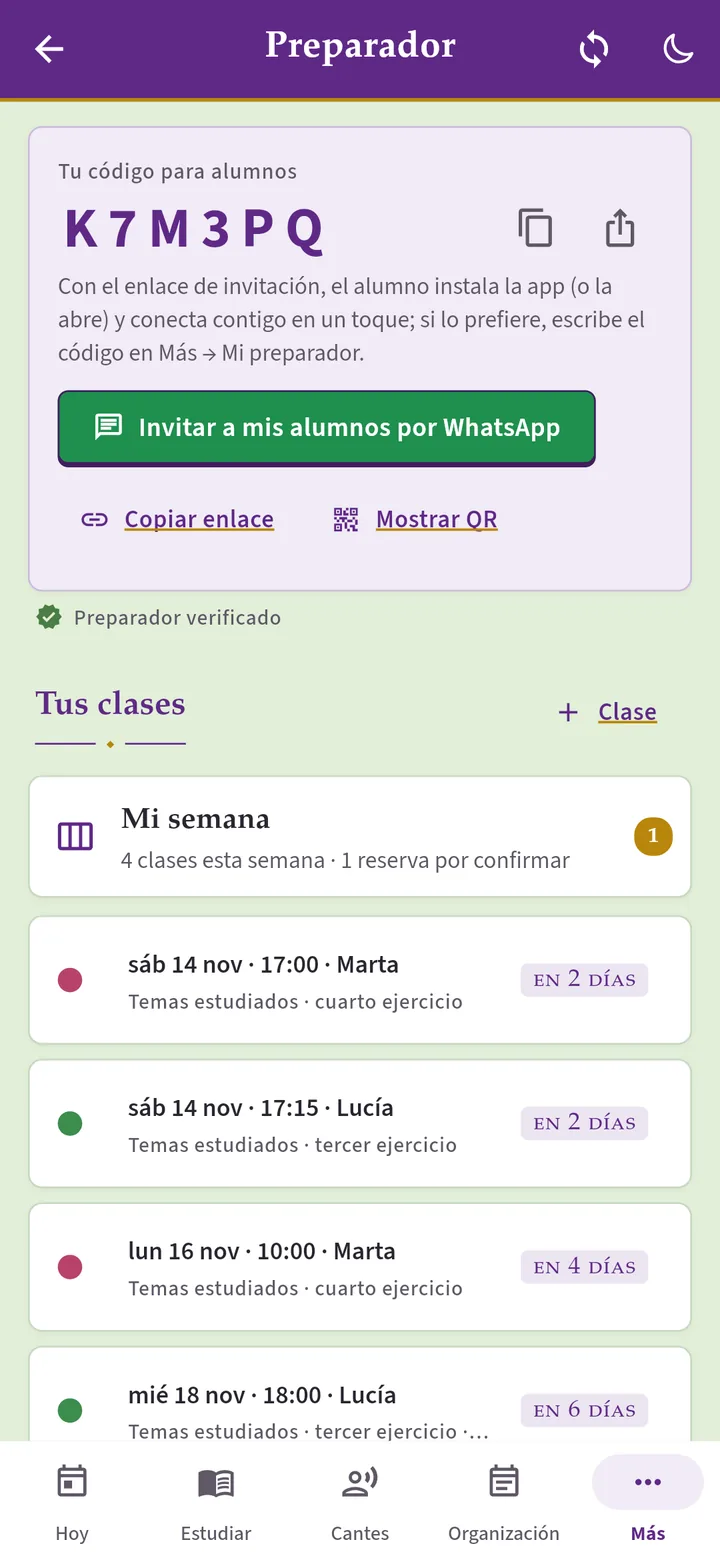 Preparador
Tu código para alumnos
K7M3PQ
Con el enlace de invitación, el alumno instala la app (o la
abre) y conecta contigo en un toque; si lo prefiere, escribe el
código en Más → Mi preparador.
Invitar a mis alumnos por WhatsApp
Copiar enlace
Mostrar QR
Preparador verificado
Tus clases
+ Clase
Mi semana
4 clases esta semana · 1 reserva por confirmar
1
sáb 14 nov · 17:00 · Marta
Temas estudiados · cuarto ejercicio
EN 2 DÍAS
sáb 14 nov · 17:15 · Lucía
Temas estudiados · tercer ejercicio
EN 2 DÍAS
lun 16 nov · 10:00 · Marta
Temas estudiados · cuarto ejercicio
EN 4 DÍAS
mié 18 nov · 18:00 · Lucía
Temas estudiados · tercer ejercicio ·…
EN 6 DÍAS
Hoy
Estudiar
Cantes
Organización
Más